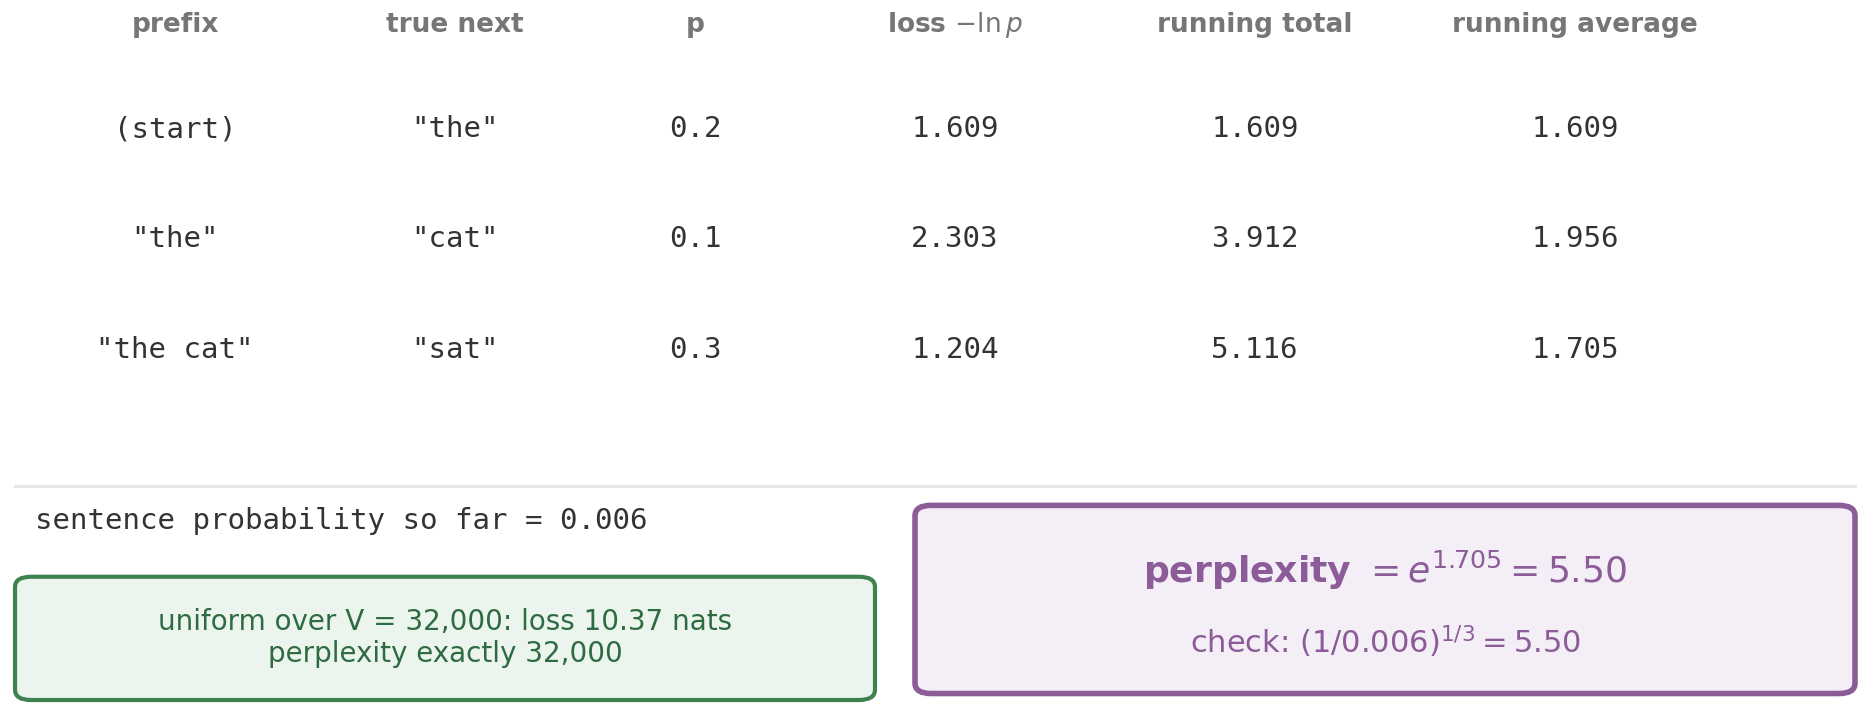 prefix true next p loss −ln p running total running average
(start) "the" 0.2 1.609 1.609 1.609
"the" "cat" 0.1 2.303 3.912 1.956
"the cat" "sat" 0.3 1.204 5.116 1.705
sentence probability so far = 0.006
uniform over V = 32,000: loss 10.37 nats
perplexity exactly 32,000
perplexity = e^{1.705} = 5.50
check: (1/0.006)^{1/3} = 5.50